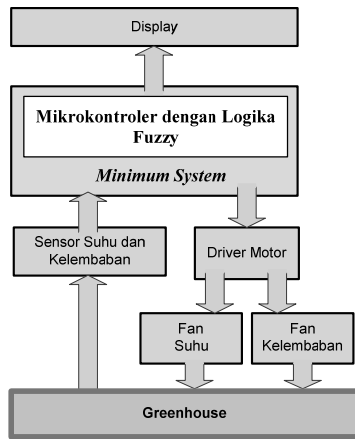 Display
Mikrokontroler dengan Logika
Fuzzy
Minimum System
Sensor Suhu dan
Kelembaban
Driver Motor
Fan
Suhu
Fan
Kelembaban
Greenhouse